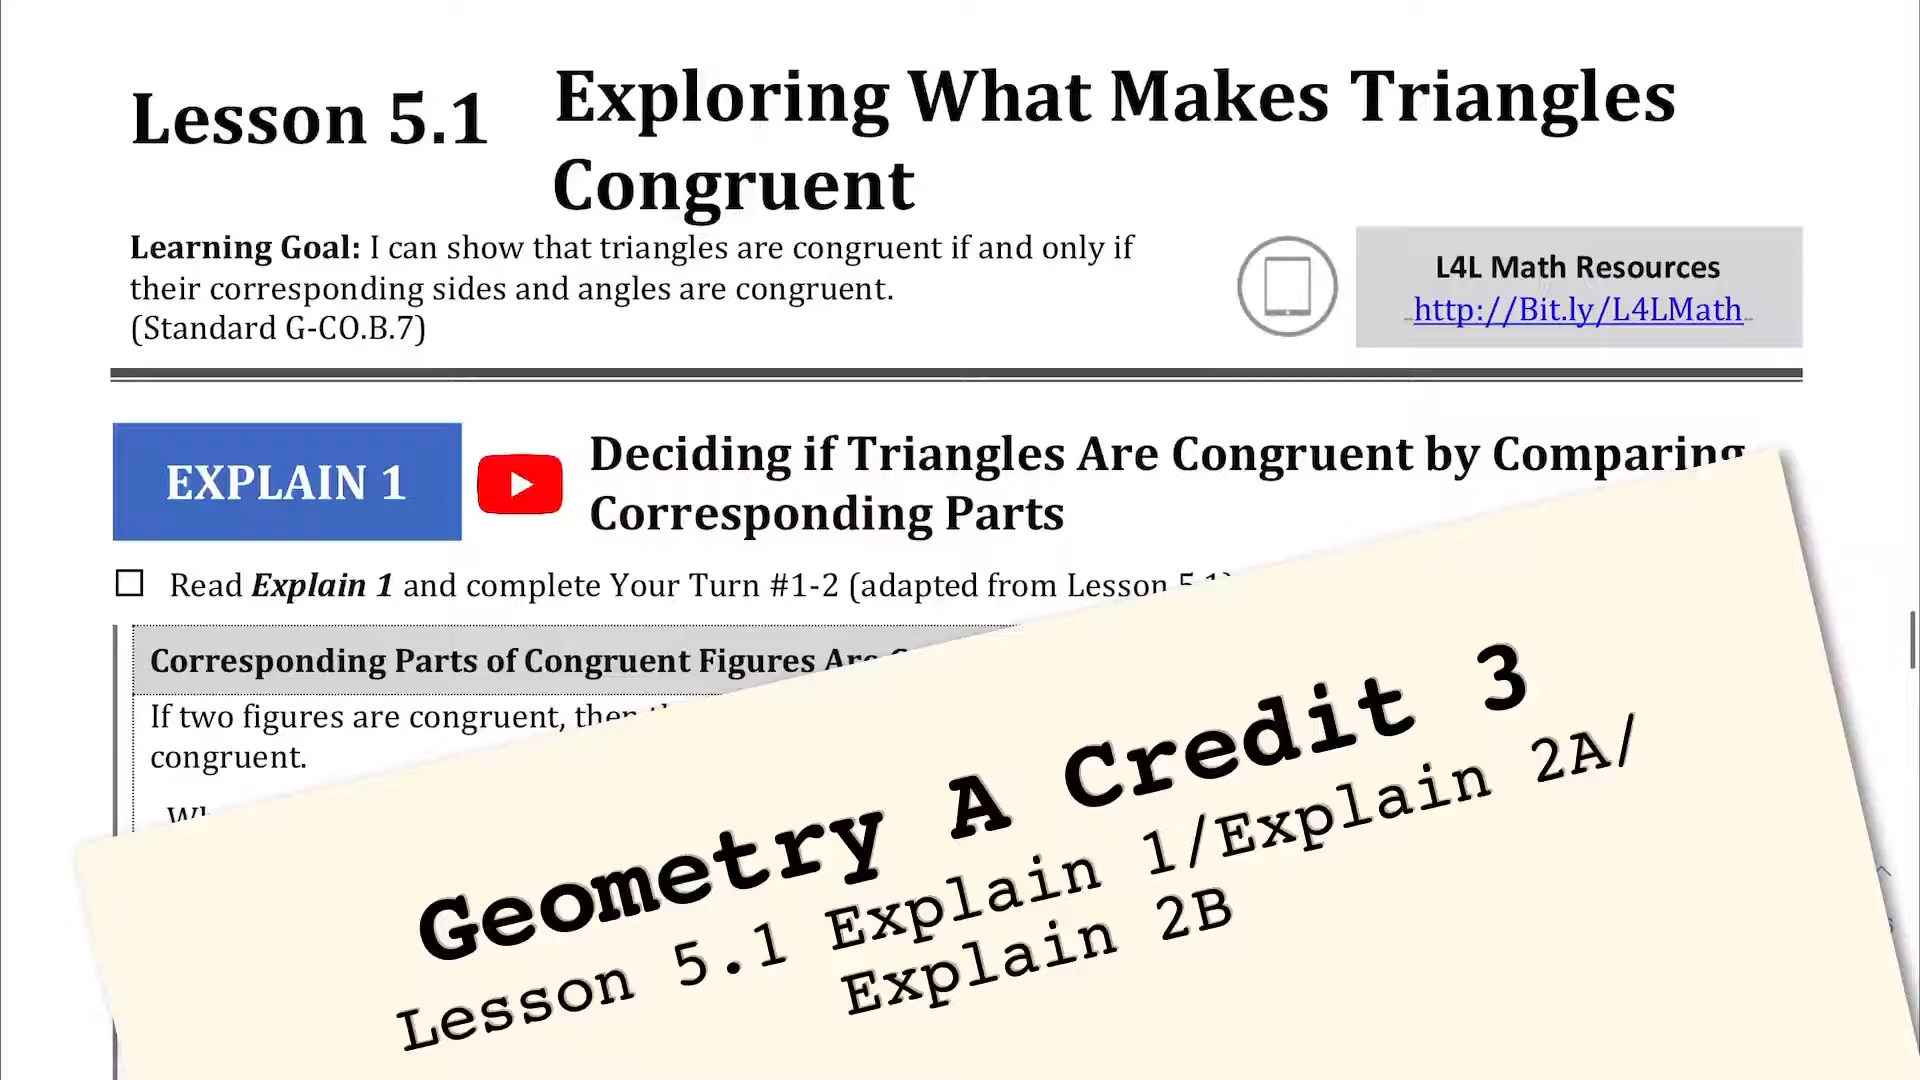 Lesson 5.1
Exploring What Makes Triangles
Congruent
Learning Goal: I can show that triangles are congruent if and only if
their corresponding sides and angles are congruent.
(Standard G-CO.B.7)
L4L Math Resources
http://Bit.ly/L4LMath
EXPLAIN 1
Deciding if Triangles Are Congruent by Comparing
Corresponding Parts
Read Explain 1 and complete Your Turn #1-2 (adapted from Lesson 5.1)
Corresponding Parts of Congruent Figures Are
If two figures are congruent, then
congruent.
Geometry A Credit 3
Lesson 5.1 Explain 1/Explain 2A/
Explain 2B